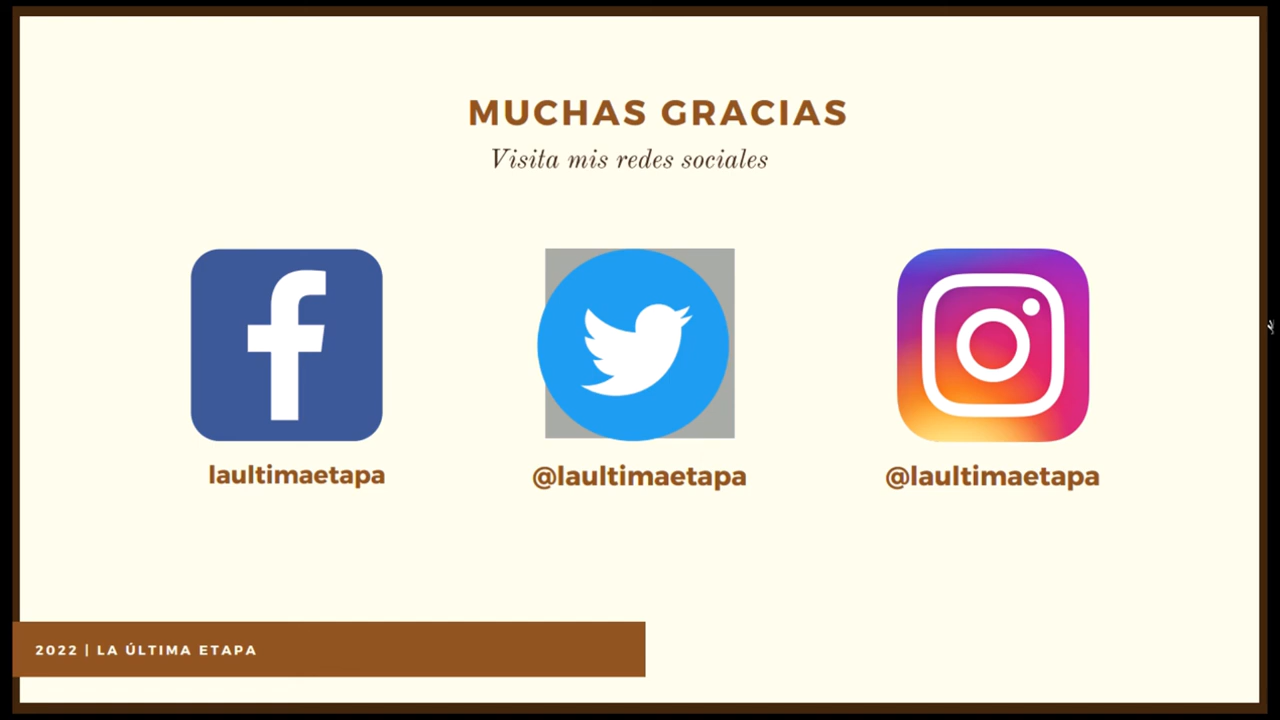 MUCHAS GRACIAS
Visita mis redes sociales
laultimaetapa
@laultimaetapa
@laultimaetapa
2022 | LA ÚLTIMA ETAPA